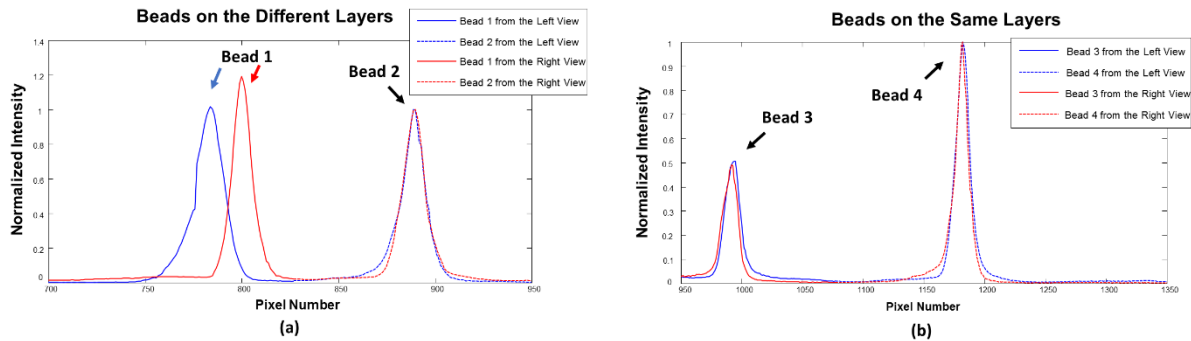 Beads on the Different Layers
Bead 1 from the Left View
Bead 2 from the Left View
Bead 1 from the Right View
Bead 2 from the Right View
Bead 1
Bead 2
Normalized Intensity
1.4
1.2
1
0.8
0.6
0.4
0.2
0
700 750 800 850 900 950
Pixel Number
(a)
Beads on the Same Layers
Bead 3 from the Left View
Bead 4 from the Left View
Bead 3 from the Right View
Bead 4 from the Right View
Bead 4
Bead 3
Normalized Intensity
1
0.9
0.8
0.7
0.6
0.5
0.4
0.3
0.2
0.1
0
950 1000 1050 1100 1150 1200 1250 1300 1350
Pixel Number
(b)